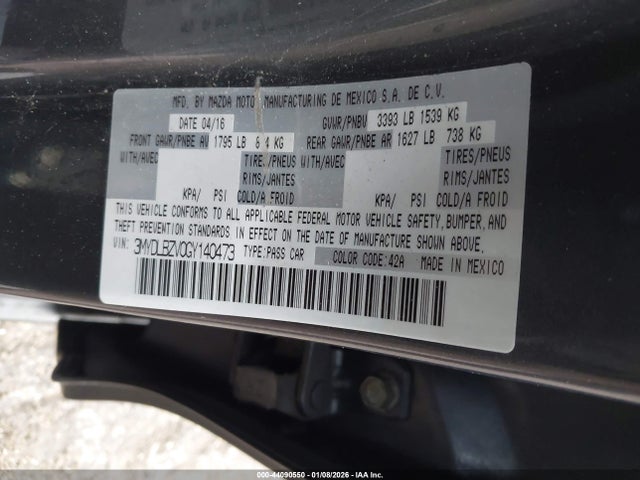 MFD. BY MAZDA MOTOR MANUFACTURING DE MEXICO S.A. DE C.V.
DATE 04/16 GVWR/PNBV 3393 LB 1539 KG
FRONT GAWR/PNBE AV 1795 LB 814 KG REAR GAWR/PNBE AR 1627 LB 738 KG
WITH/AVEC TIRES/PNEUS WITH/AVEC TIRES/PNEUS
RIMS/JANTES RIMS/JANTES
KPA/ PSI COLD/A FROID KPA/ PSI COLD/A FROID
THIS VEHICLE CONFORMS TO ALL APPLICABLE FEDERAL MOTOR VEHICLE SAFETY, BUMPER, AND
THEFT PREVENTION STANDARDS IN EFFECT ON THE DATE OF MANUFACTURE SHOWN ABOVE.
VIN: 3MYDLBZV0GY140473 TYPE:PASS CAR COLOR CODE:42A MADE IN MEXICO
000-44090550 - 01/08/2026 - IAA Inc.